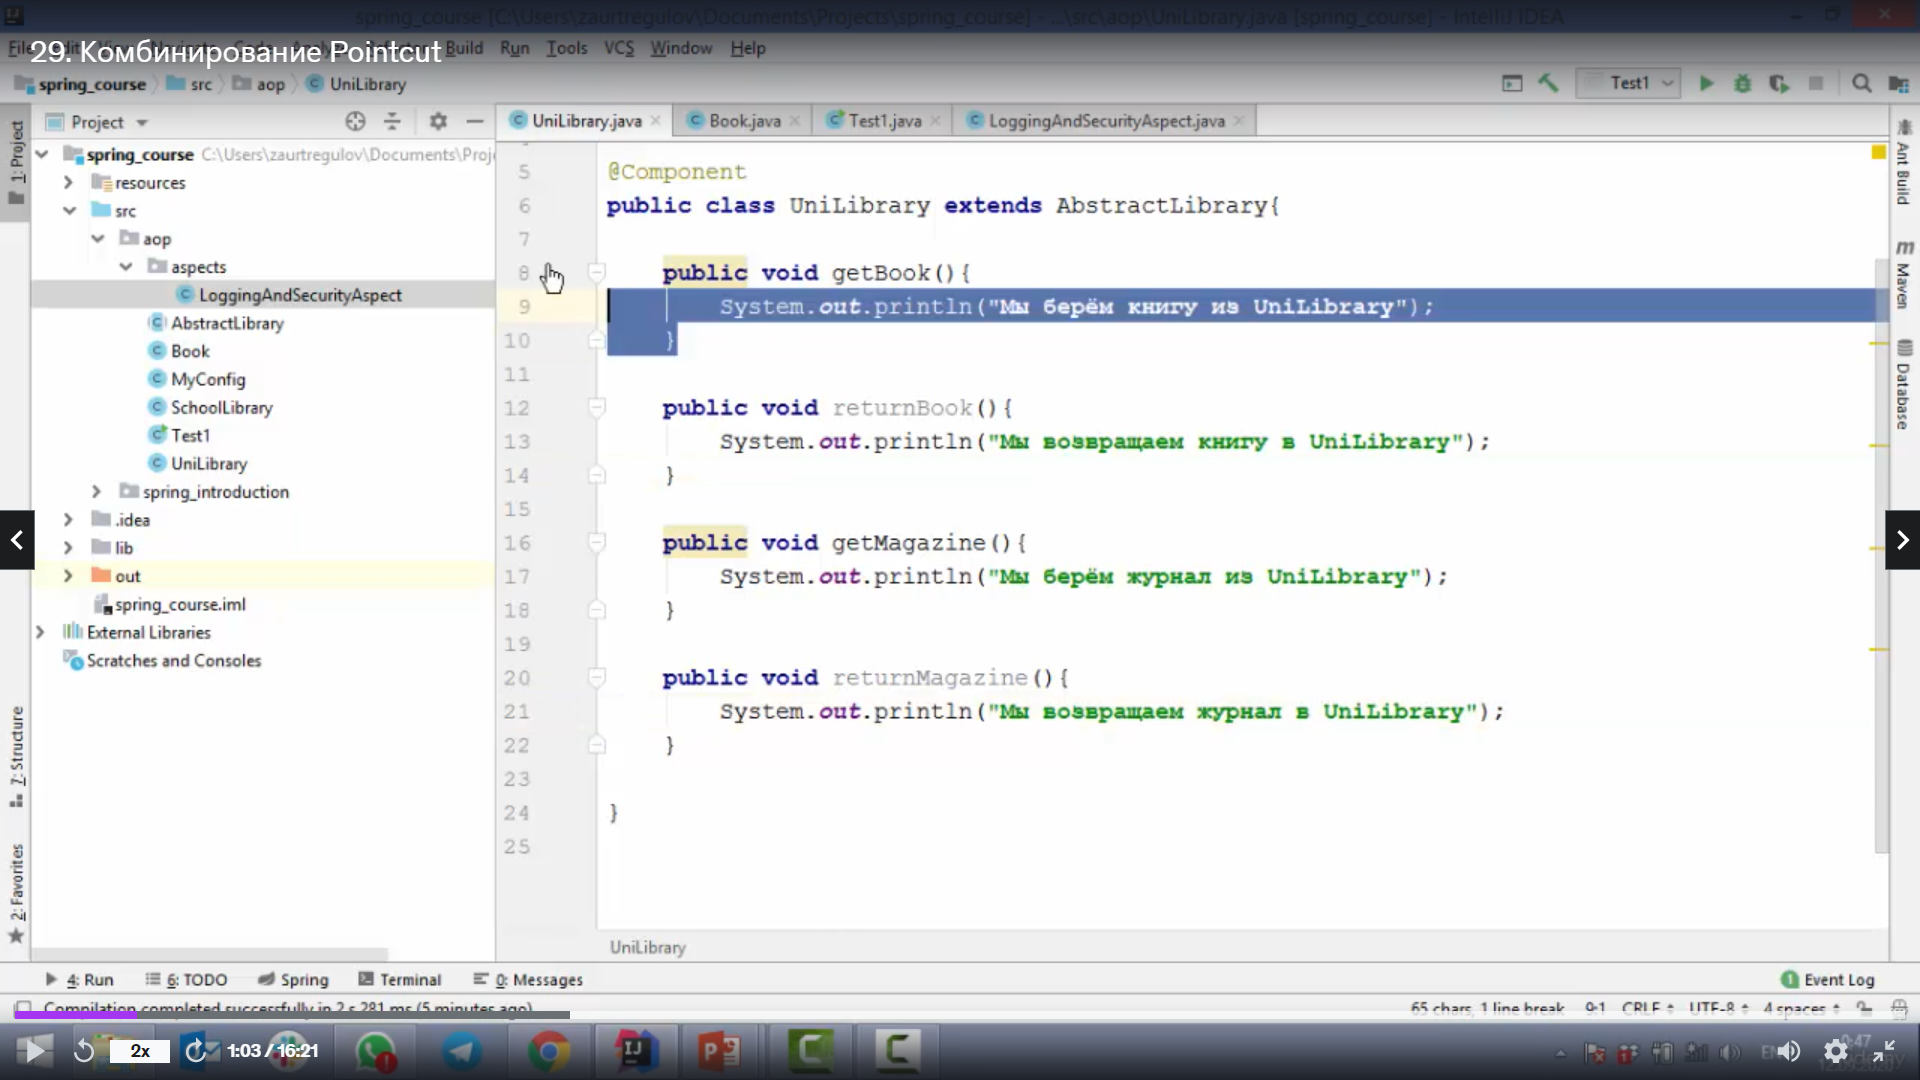 spring_course [C:\Users\zaurtregulov\Documents\Projects\spring_course] - ...\src\aop\UniLibrary.java [spring_course] - IntelliJ IDEA
29. Комбинирование Pointcut
File Build Run Tools VCS Window Help
spring_course src aop UniLibrary
Test1
Project
UniLibrary.java Book.java Test1.java LoggingAndSecurityAspect.java
1: Project
7: Structure
2: Favorites
spring_course C:\Users\zaurtregulov\Documents\Proj
resources
src
aop
aspects
LoggingAndSecurityAspect
AbstractLibrary
Book
MyConfig
SchoolLibrary
Test1
UniLibrary
spring_introduction
.idea
lib
out
spring_course.iml
External Libraries
Scratches and Consoles
5 @Component
6 public class UniLibrary extends AbstractLibrary{
7
8 public void getBook(){
9 System.out.println("Мы берём книгу из UniLibrary");
10 }
11
12 public void returnBook(){
13 System.out.println("Мы возвращаем книгу в UniLibrary");
14 }
15
16 public void getMagazine(){
17 System.out.println("Мы берём журнал из UniLibrary");
18 }
19
20 public void returnMagazine(){
21 System.out.println("Мы возвращаем журнал в UniLibrary");
22 }
23
24 }
25
UniLibrary
Ant Build
Maven
Database
4: Run 6: TODO Spring Terminal 0: Messages
1 Event Log
Compilation completed successfully in 2 s 281 ms (5 minutes ago)
65 chars, 1 line break 9:1 CRLF UTF-8 4 spaces
2x 1:03 / 16:21